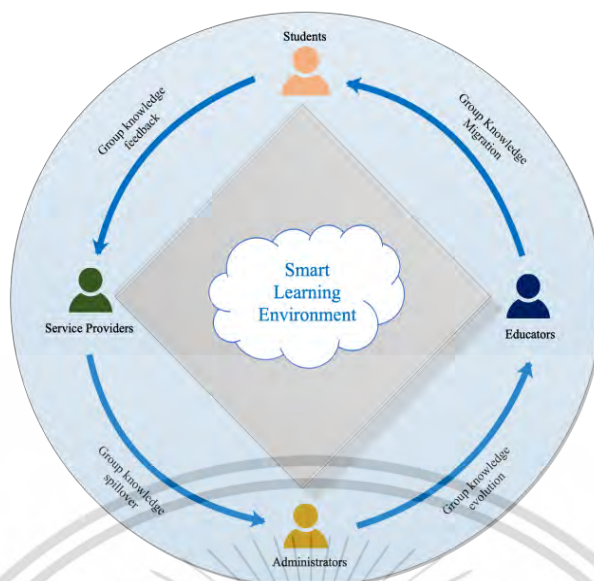 Students
Group knowledge
feedback
Group Knowledge
Migration
Smart
Learning
Environment
Service Providers
Educators
Group knowledge
spillover
Group knowledge
evolution
Administrators